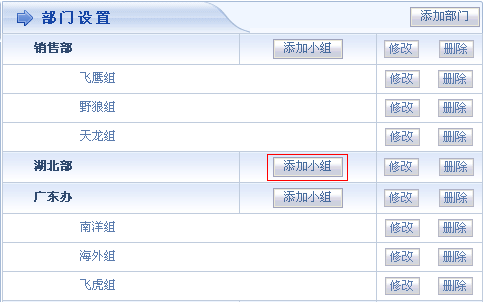 部门设置 添加部门
销售部 添加小组 修改 删除
飞鹰组 修改 删除
野狼组 修改 删除
天龙组 修改 删除
湖北部 添加小组 修改 删除
广东办 添加小组 修改 删除
南洋组 修改 删除
海外组 修改 删除
飞虎组 修改 删除